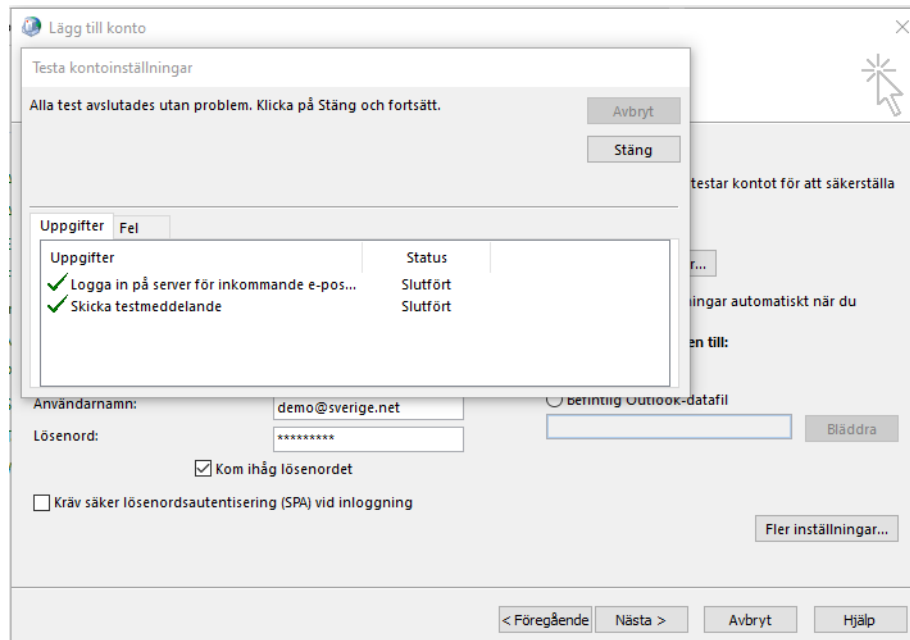 Lägg till konto
Testa kontoinställningar
Alla test avslutades utan problem. Klicka på Stäng och fortsätt.
Avbryt
Stäng
testar kontot för att säkerställa
Uppgifter Fel
Uppgifter Status
Logga in på server för inkommande e-pos... Slutfört
Skicka testmeddelande Slutfört
r...
ningar automatiskt när du
en till:
Användarnamn: demo@sverige.net
Befintlig Outlook-datafil
Lösenord: *********
Bläddra
Kom ihåg lösenordet
Kräv säker lösenordsautentisering (SPA) vid inloggning
Fler inställningar...
< Föregående Nästa > Avbryt Hjälp